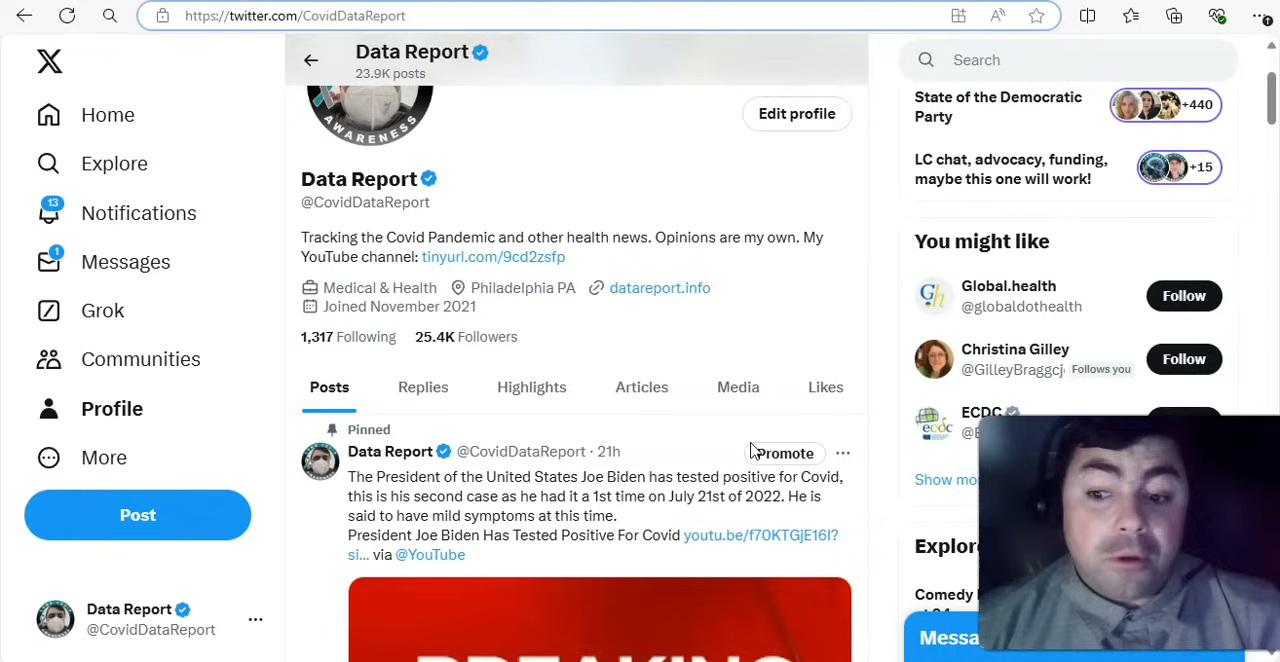 https://twitter.com/CovidDataReport
Data Report
23.9K posts
Home
Explore
13
Notifications
1
Messages
Grok
Communities
Profile
More
Post
Data Report
@CovidDataReport
AWARENESS
Edit profile
Data Report
@CovidDataReport
Tracking the Covid Pandemic and other health news. Opinions are my own. My
YouTube channel: tinyurl.com/9cd2zsfp
Medical & Health Philadelphia PA datareport.info
Joined November 2021
1,317 Following 25.4K Followers
Posts Replies Highlights Articles Media Likes
Pinned
Data Report @CovidDataReport · 21h
Promote
The President of the United States Joe Biden has tested positive for Covid,
this is his second case as he had it a 1st time on July 21st of 2022. He is
said to have mild symptoms at this time.
President Joe Biden Has Tested Positive For Covid youtu.be/f70KTGjE16I?
si... via @YouTube
BREAKING
Search
State of the Democratic
Party
+440
LC chat, advocacy, funding,
maybe this one will work!
+15
You might like
Global.health
@globaldothealth
Follow
Christina Gilley
@GilleyBraggcj Follows you
Follow
ECDC
Show mo
Explore
Comedy
Messa